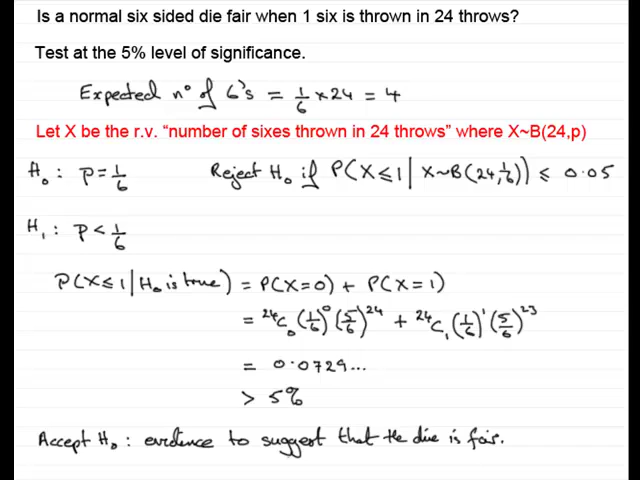 Is a normal six sided die fair when 1 six is thrown in 24 throws?
Test at the 5% level of significance.
Expected nº of 6's = 1/6 × 24 = 4
Let X be the r.v. "number of sixes thrown in 24 throws" where X~B(24,p)
H₀ : p = 1/6 Reject H₀ if P(X ≤ 1 | X~B(24, 1/6)) ≤ 0.05
H₁ : p < 1/6
P(X ≤ 1 | H₀ is true) = P(X=0) + P(X=1)
= ²⁴C₀ (1/6)⁰ (5/6)²⁴ + ²⁴C₁ (1/6)¹ (5/6)²³
= 0.0729...
> 5%
Accept H₀ : evidence to suggest that the die is fair.